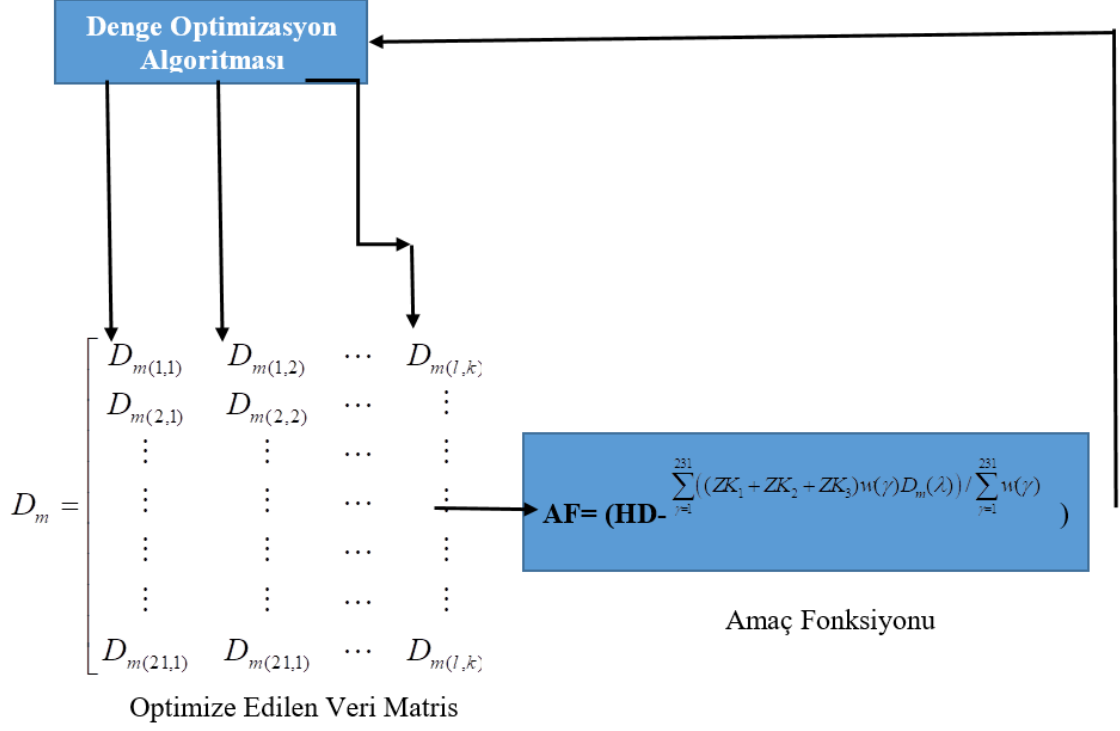 Denge Optimizasyon
Algoritması
D_m(1,1) D_m(1,2) ⋯ D_m(l,k)
D_m(2,1) D_m(2,2) ⋯ ⋮
⋮ ⋮ ⋯ ⋮
D_m = ⋮ ⋮ ⋯ ⋮
⋮ ⋮ ⋯ ⋮
⋮ ⋮ ⋯ ⋮
D_m(21,1) D_m(21,1) ⋯ D_m(l,k)
AF= (HD- ∑_{γ=1}^{231}((ZK_1 + ZK_2 + ZK_3)w(γ)D_m(λ)) / ∑_{γ=1}^{231} w(γ) )
Amaç Fonksiyonu
Optimize Edilen Veri Matris